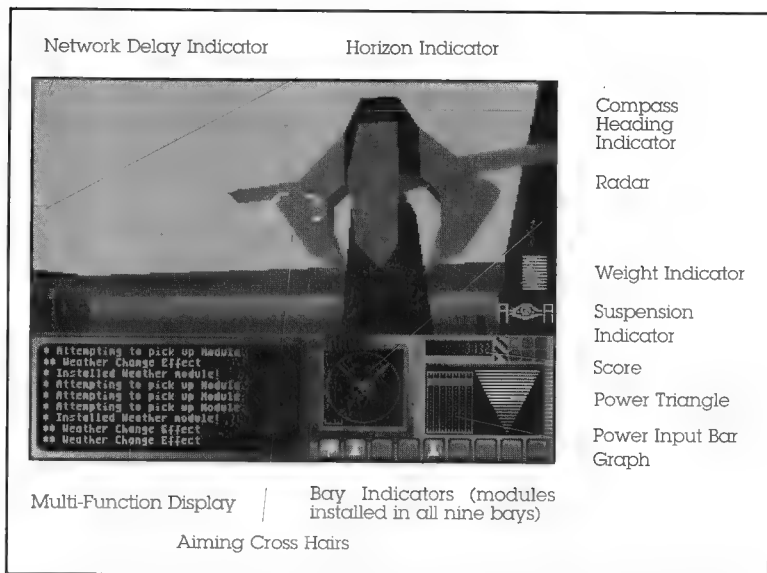 Network Delay Indicator
Horizon Indicator
Compass
Heading
Indicator
Radar
Weight Indicator
Suspension
Indicator
Score
Power Triangle
Power Input Bar
Graph
* Attempting to pick up Module.
** Weather Change Effect
* Installed Weather module!
* Attempting to pick up Module.
* Attempting to pick up Module.
* Attempting to pick up Module.
* Installed Weather module!
** Weather Change Effect
** Weather Change Effect
Multi-Function Display
Bay Indicators (modules
installed in all nine bays)
Aiming Cross Hairs